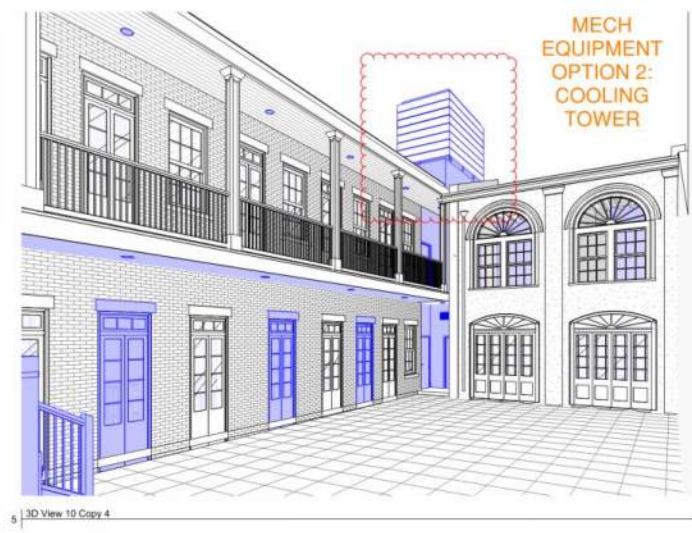 MECH
EQUIPMENT
OPTION 2:
COOLING
TOWER
5 3D View 10 Copy 4